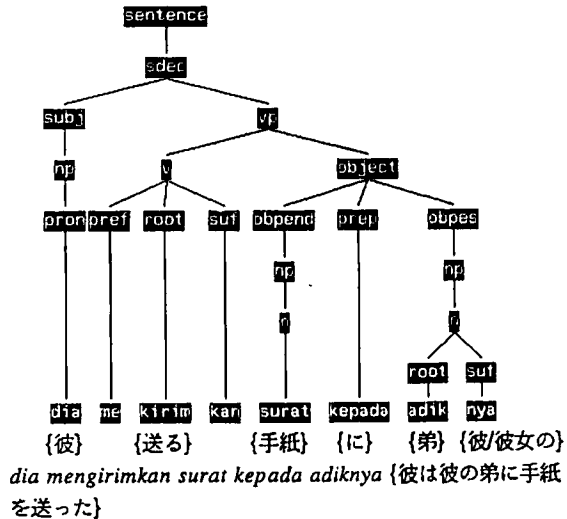 sentence
sdec
subj vp
np v object
pron pref root suf obpend prep obpes
np np
n n
root suf
dia me kirim kan surat kepada adik nya
{彼} {送る} {手紙} {に} {弟} {彼/彼女の}
dia mengirimkan surat kepada adiknya {彼は彼の弟に手紙
を送った}